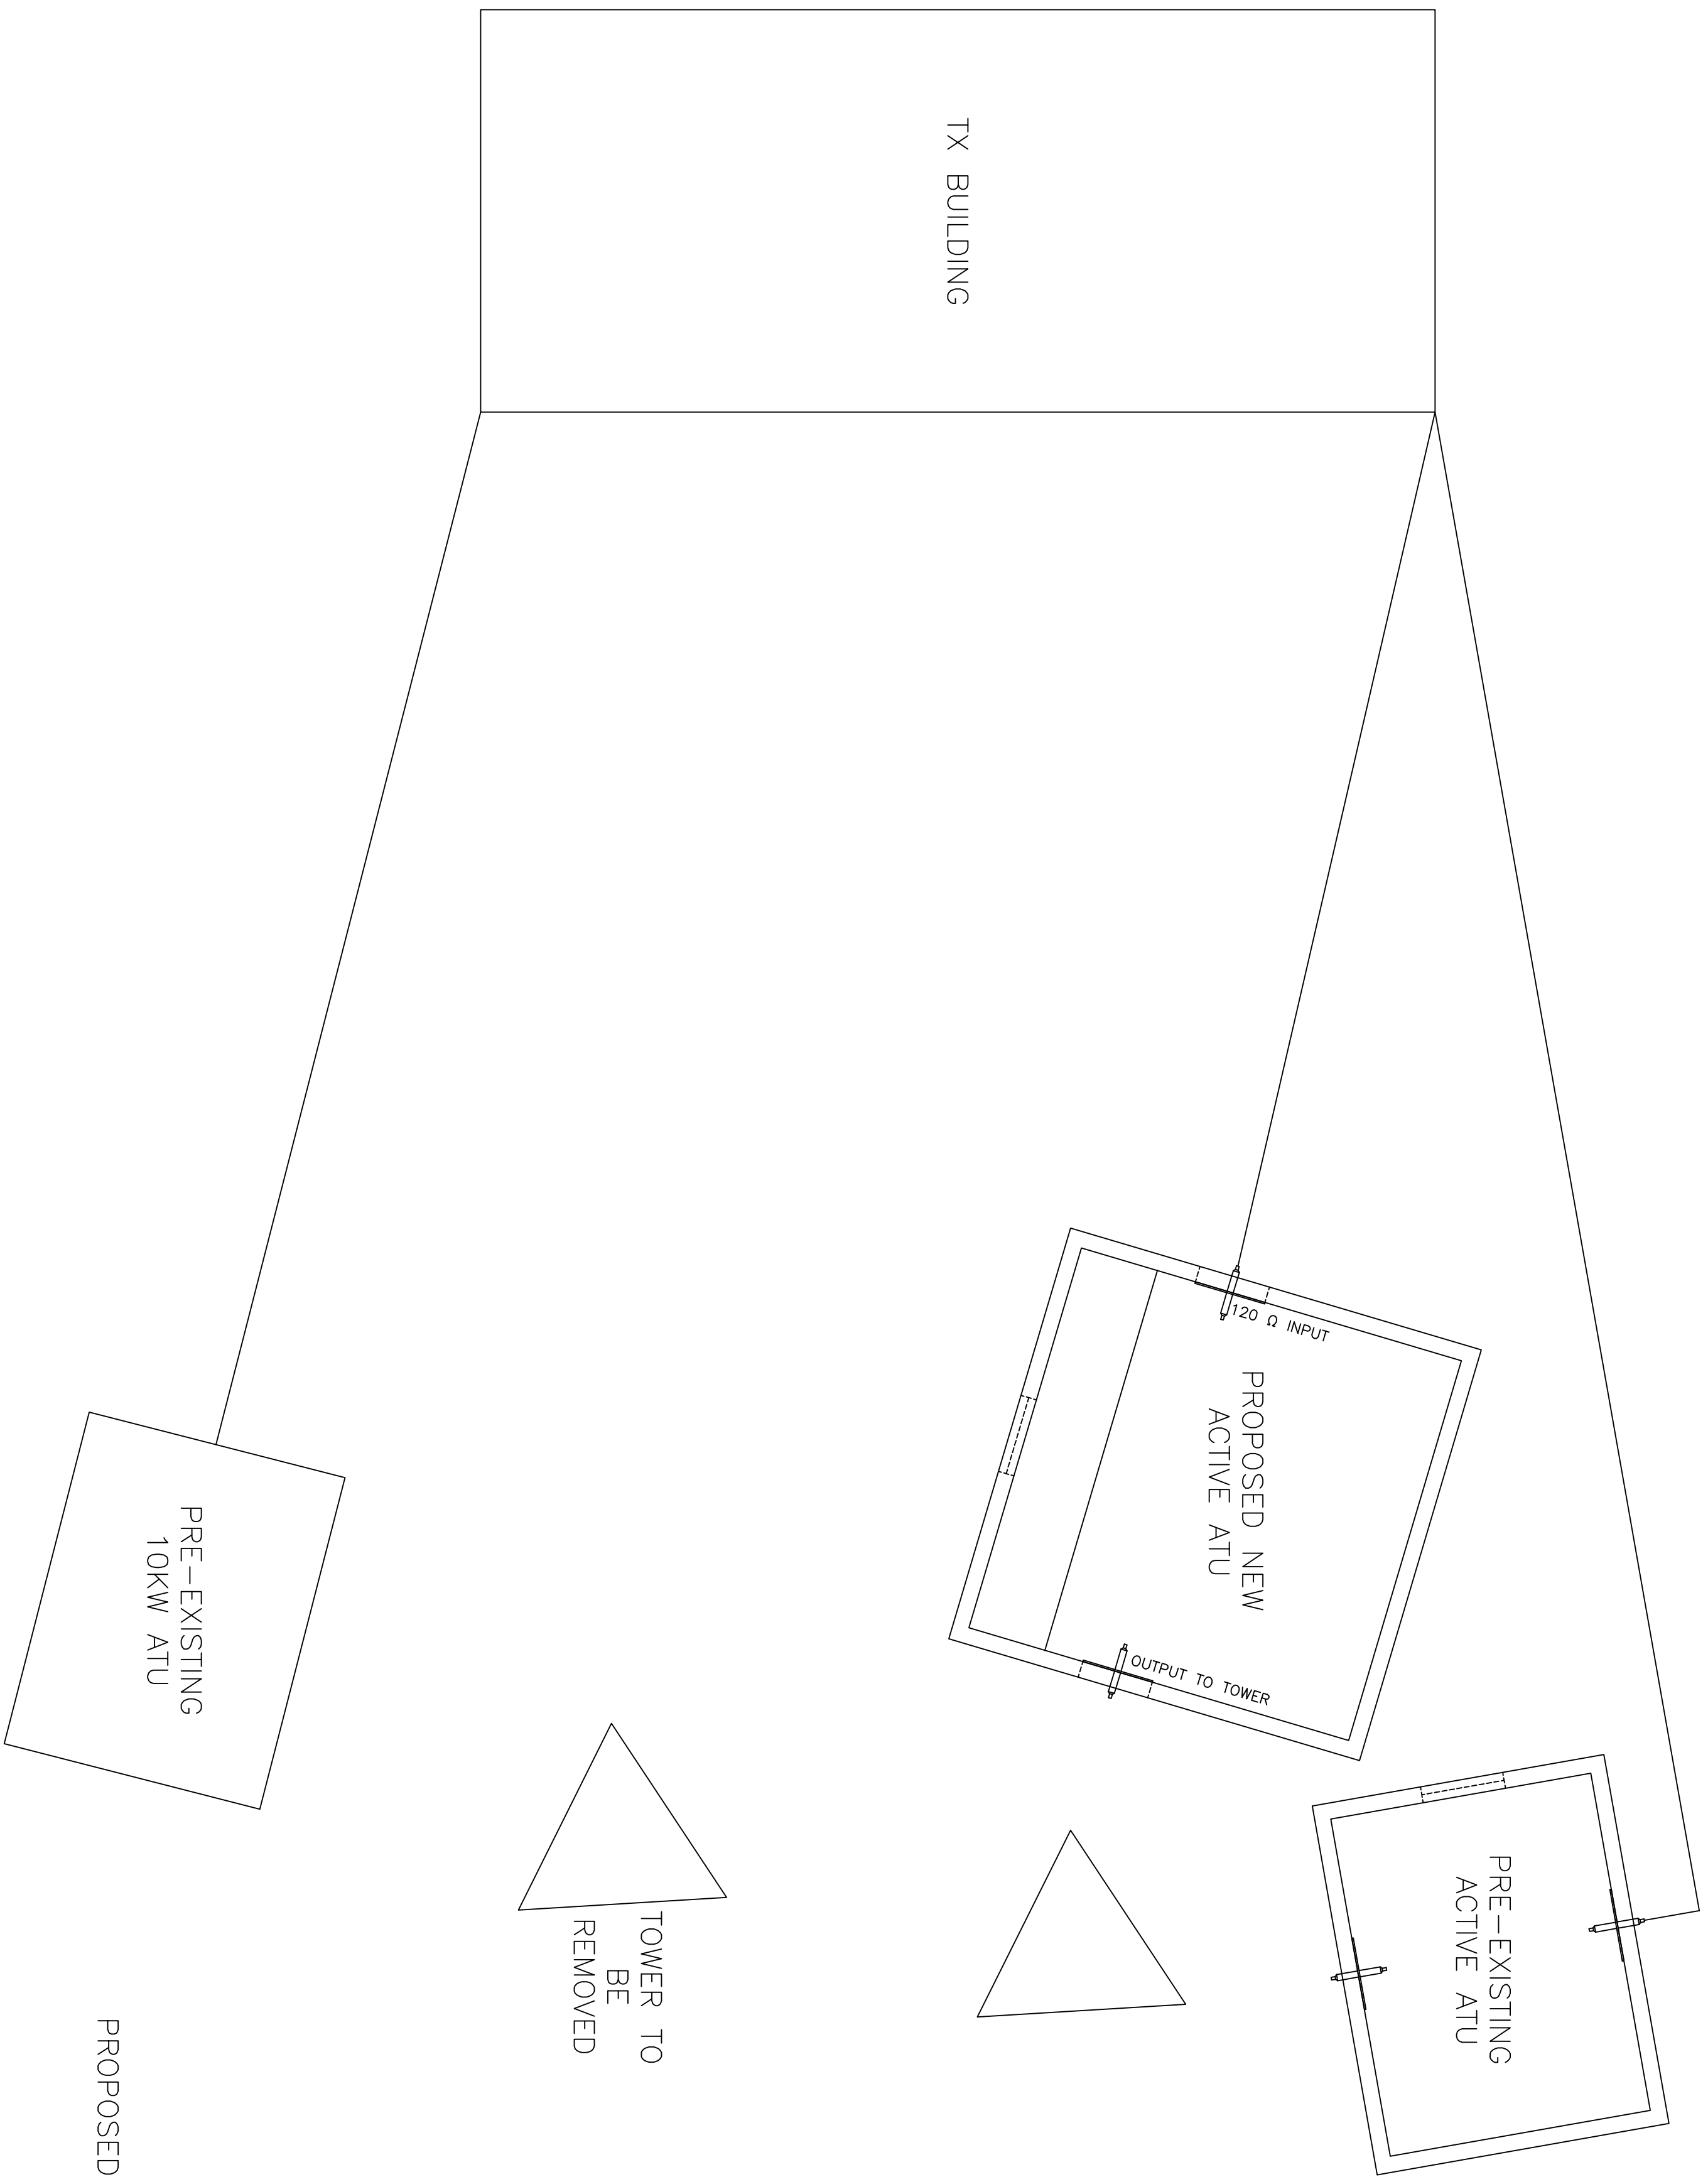 TX BUILDING
120 Ω INPUT
PROPOSED NEW
ACTIVE ATU
OUTPUT TO TOWER
PRE-EXISTING
ACTIVE ATU
TOWER TO
BE
REMOVED
PRE-EXISTING
10KW ATU
PROPOSED